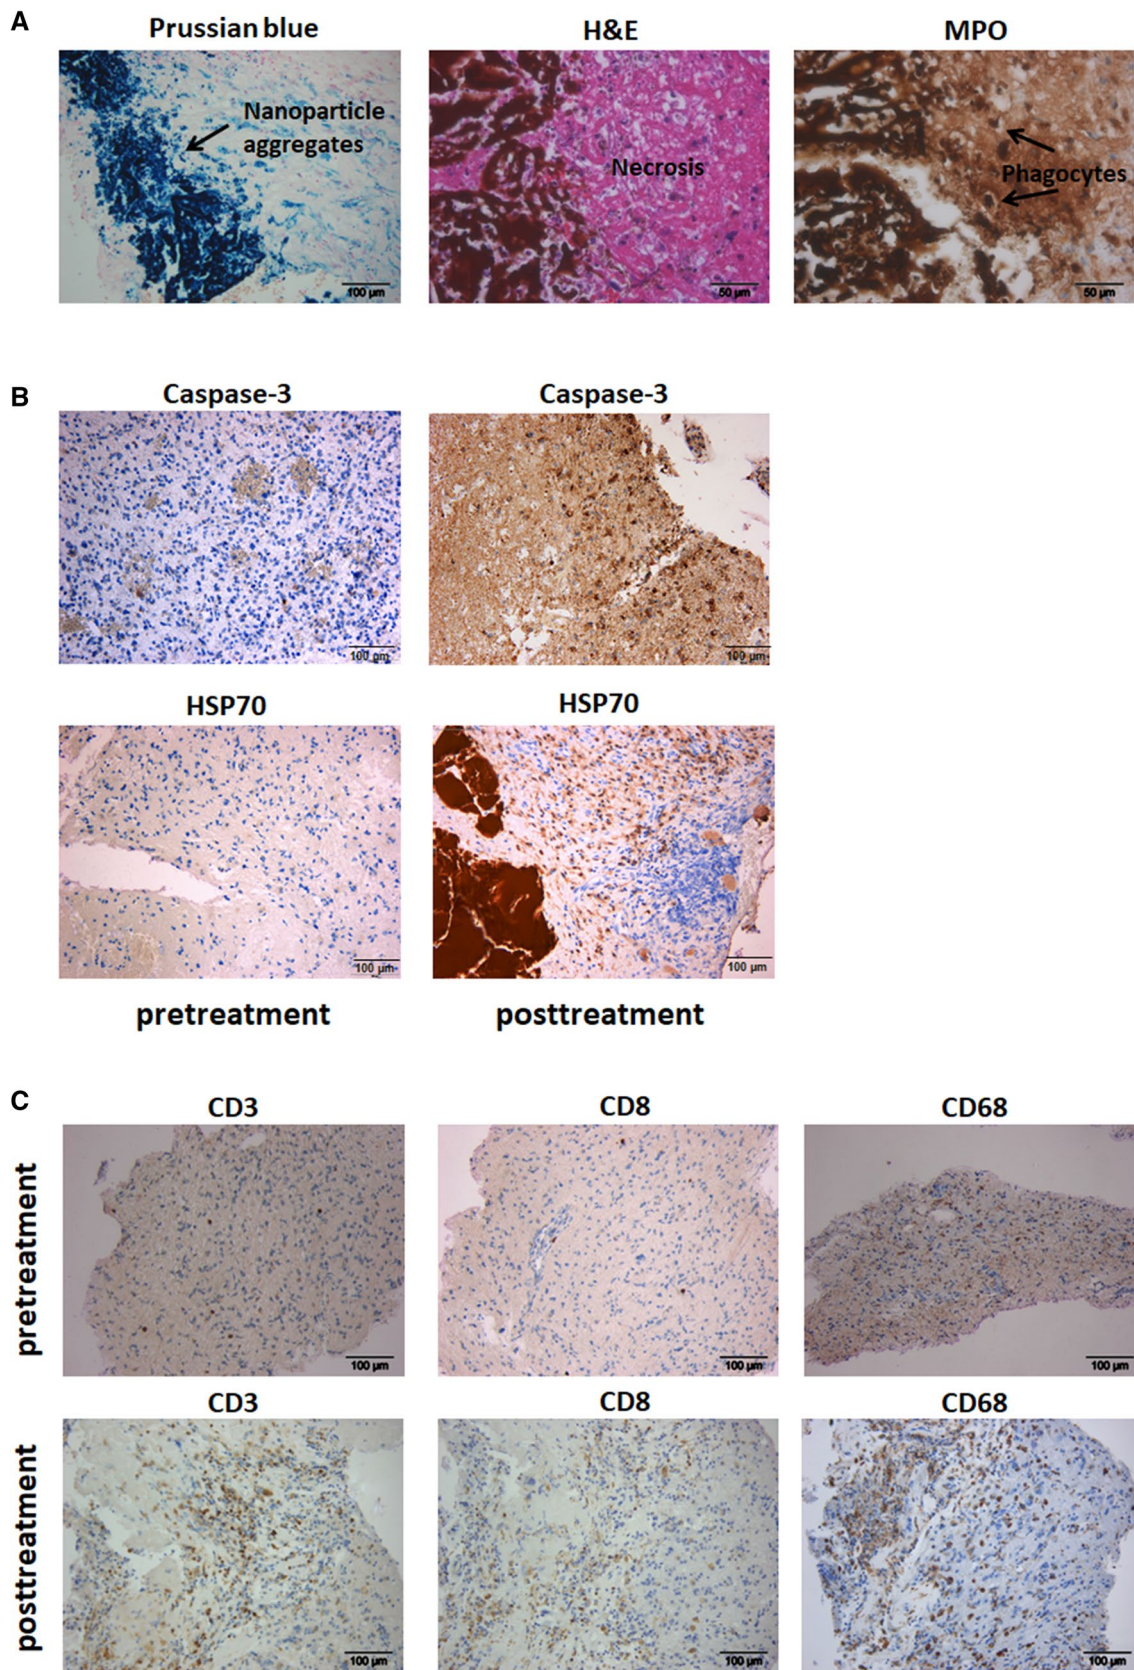 A
Prussian blue
H&E
MPO
Nanoparticle
aggregates
Necrosis
Phagocytes
100 µm
50 µm
50 µm
B
Caspase-3
Caspase-3
100 µm
100 µm
HSP70
HSP70
100 µm
100 µm
pretreatment
posttreatment
C
CD3
CD8
CD68
pretreatment
100 µm
100 µm
100 µm
CD3
CD8
CD68
posttreatment
100 µm
100 µm
100 µm